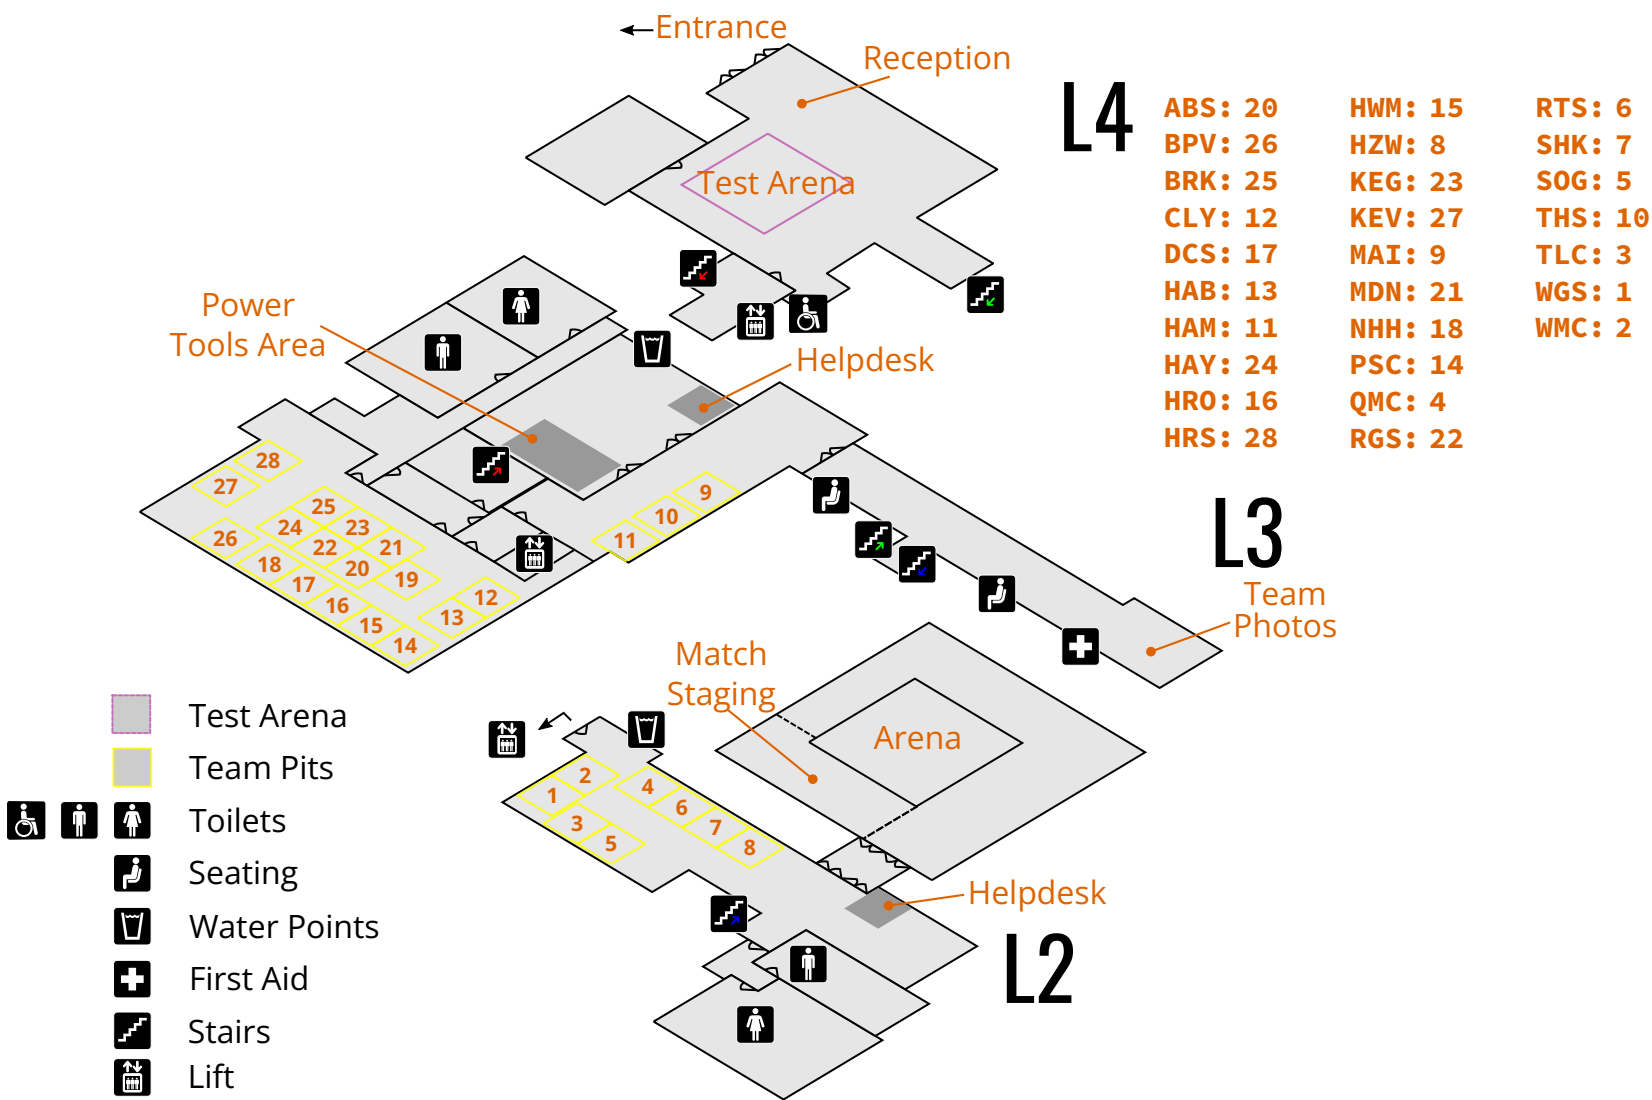 Entrance
Reception
Test Arena
L4
ABS: 20
BPV: 26
BRK: 25
CLY: 12
DCS: 17
HAB: 13
HAM: 11
HAY: 24
HRO: 16
HRS: 28
HWM: 15
HZW: 8
KEG: 23
KEV: 27
MAI: 9
MDN: 21
NHH: 18
PSC: 14
QMC: 4
RGS: 22
RTS: 6
SHK: 7
SOG: 5
THS: 10
TLC: 3
WGS: 1
WMC: 2
Power
Tools Area
Helpdesk
28
27
26
25
24
23
22
21
20
19
18
17
16
15
14
13
12
11
10
9
L3
Team
Photos
Match
Staging
Arena
2
1
3
5
4
6
7
8
Helpdesk
L2
Test Arena
Team Pits
Toilets
Seating
Water Points
First Aid
Stairs
Lift